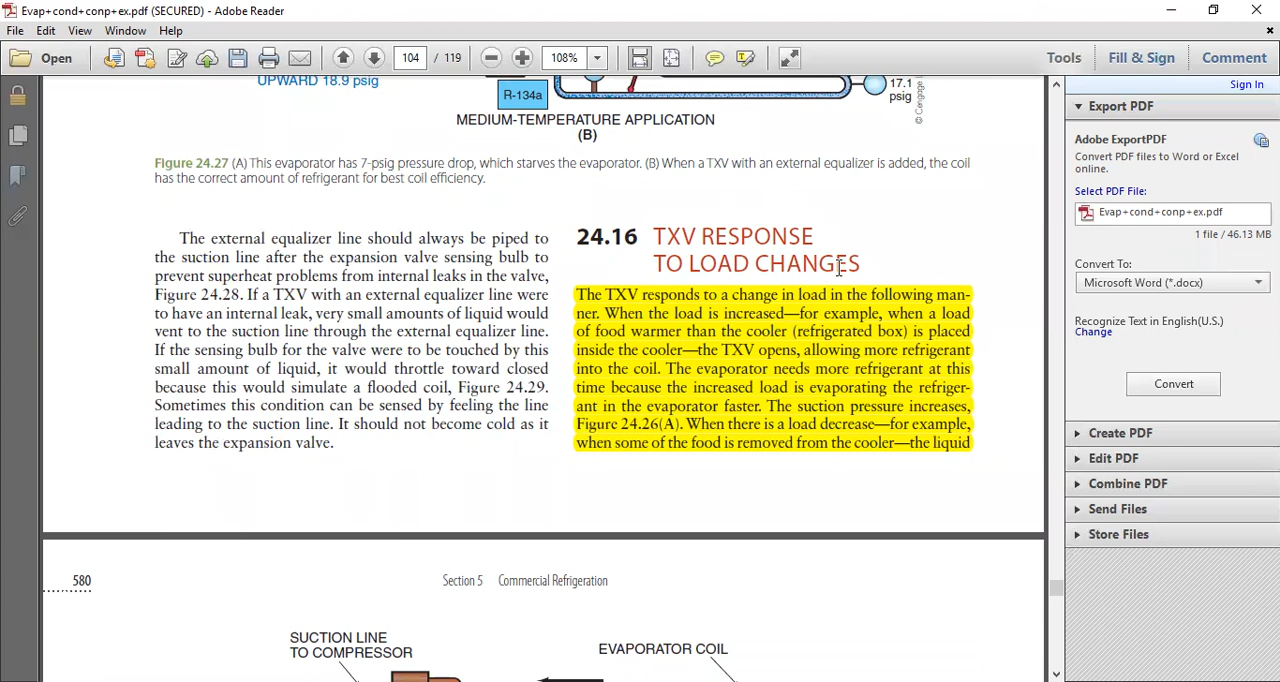 Evap+cond+conp+ex.pdf (SECURED) - Adobe Reader
File Edit View Window Help
Open 104 / 119 108% Tools Fill & Sign Comment
UPWARD 18.9 psig
R-134a
17.1
psig
© Cengage
MEDIUM-TEMPERATURE APPLICATION
(B)
Figure 24.27 (A) This evaporator has 7-psig pressure drop, which starves the evaporator. (B) When a TXV with an external equalizer is added, the coil
has the correct amount of refrigerant for best coil efficiency.
The external equalizer line should always be piped to
the suction line after the expansion valve sensing bulb to
prevent superheat problems from internal leaks in the valve,
Figure 24.28. If a TXV with an external equalizer line were
to have an internal leak, very small amounts of liquid would
vent to the suction line through the external equalizer line.
If the sensing bulb for the valve were to be touched by this
small amount of liquid, it would throttle toward closed
because this would simulate a flooded coil, Figure 24.29.
Sometimes this condition can be sensed by feeling the line
leading to the suction line. It should not become cold as it
leaves the expansion valve.
24.16 TXV RESPONSE
TO LOAD CHANGES
The TXV responds to a change in load in the following man-
ner. When the load is increased—for example, when a load
of food warmer than the cooler (refrigerated box) is placed
inside the cooler—the TXV opens, allowing more refrigerant
into the coil. The evaporator needs more refrigerant at this
time because the increased load is evaporating the refriger-
ant in the evaporator faster. The suction pressure increases,
Figure 24.26(A). When there is a load decrease—for example,
when some of the food is removed from the cooler—the liquid
580 Section 5 Commercial Refrigeration
SUCTION LINE
TO COMPRESSOR
EVAPORATOR COIL
Sign In
Export PDF
Adobe ExportPDF
Convert PDF files to Word or Excel
online.
Select PDF File:
Evap+cond+conp+ex.pdf
1 file / 46.13 MB
Convert To:
Microsoft Word (*.docx)
Recognize Text in English(U.S.)
Change
Convert
Create PDF
Edit PDF
Combine PDF
Send Files
Store Files